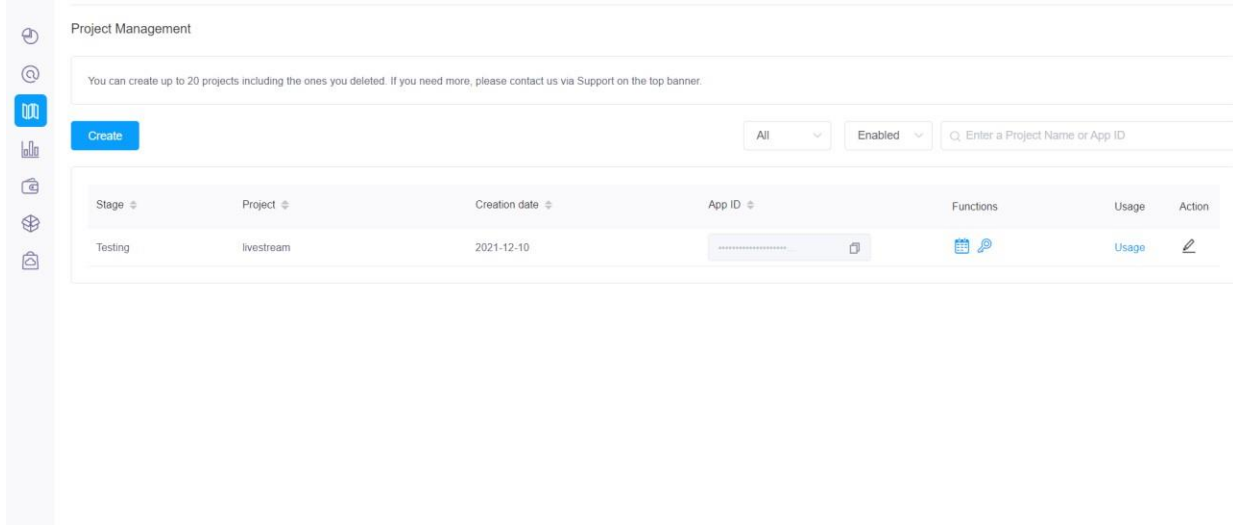 Project Management
You can create up to 20 projects including the ones you deleted. If you need more, please contact us via Support on the top banner.
Create All Enabled Enter a Project Name or App ID
Stage Project Creation date App ID Functions Usage Action
Testing livestream 2021-12-10 Usage